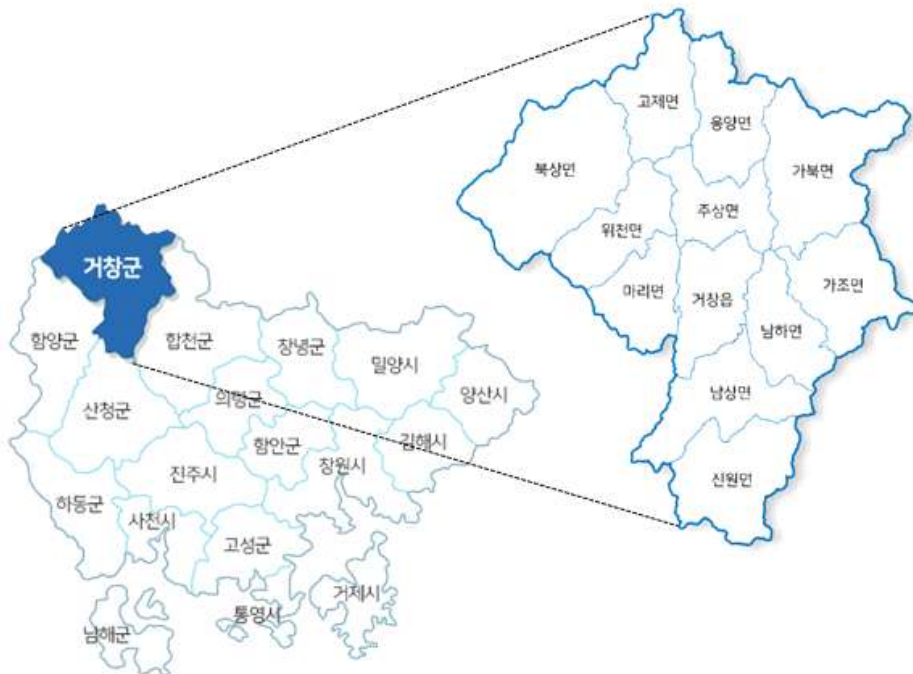 고제면
웅양면
북상면
가북면
위천면
주상면
거창군
마리면
거창읍
가조면
남하면
함양군
합천군
창녕군
밀양시
남상면
양산시
의령군
산청군
함안군
김해시
창원시
진주시
신원면
하동군
사천시
고성군
거제시
통영시
남해군